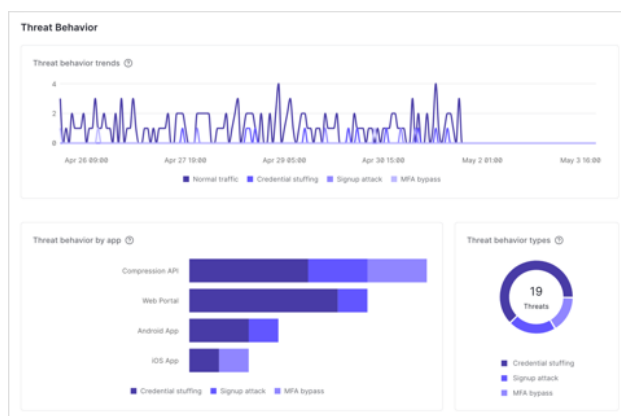 Threat Behavior
Threat behavior trends
4
2
0
Apr 26 09:00 Apr 27 19:00 Apr 29 05:00 Apr 30 15:00 May 2 01:00 May 3 16:00
Normal traffic Credential stuffing Signup attack MFA bypass
Threat behavior by app
Compression API
Web Portal
Android App
iOS App
Credential stuffing Signup attack MFA bypass
Threat behavior types
19
Threats
Credential stuffing
Signup attack
MFA bypass